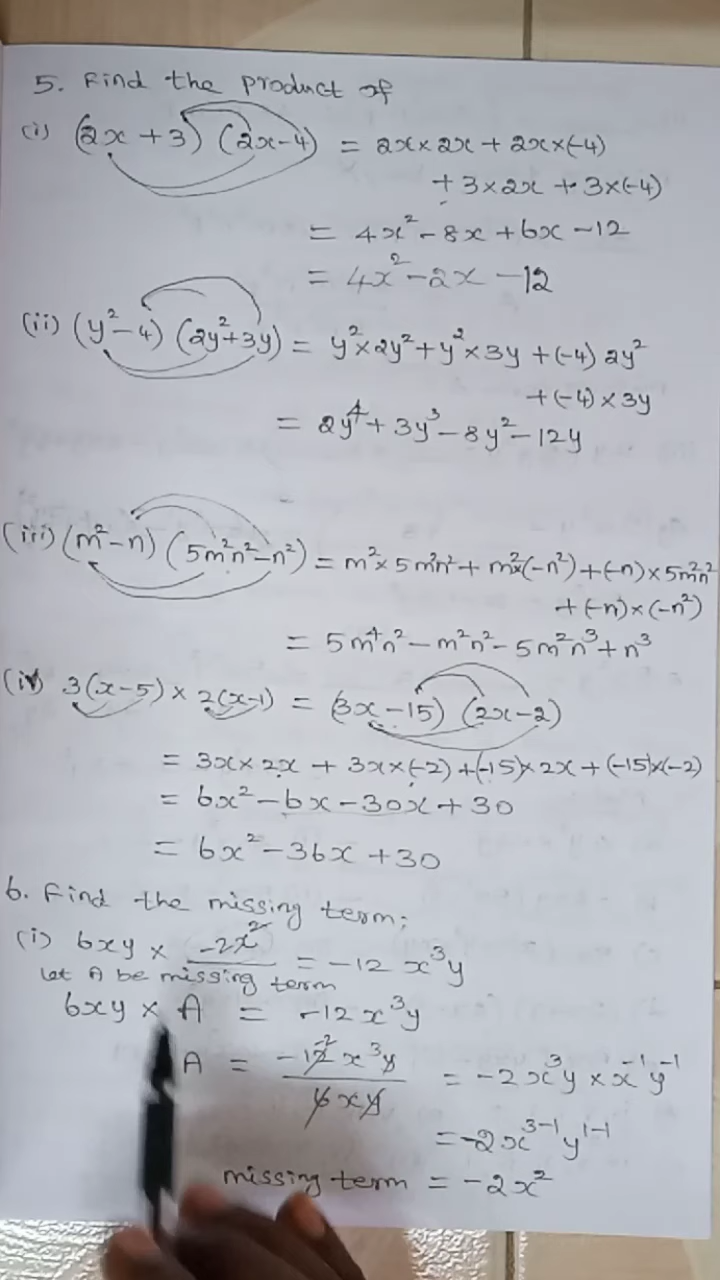 5. Find the product of
(i) (2x + 3) (2x-4) = 2x × 2x + 2x×(-4)
+ 3×2x + 3×(-4)
= 4x² - 8x + 6x - 12
= 4x² - 2x - 12
(ii) (y² - 4) (2y² + 3y) = y² × 2y² + y² × 3y + (-4) 2y²
+ (-4) × 3y
= 2y⁴ + 3y³ - 8y² - 12y
(iii) (m² - n) (5m²n² - n²) = m² × 5m²n² + m²×(-n²) + (-n) × 5m²n²
+ (-n) × (-n²)
= 5m⁴n² - m²n² - 5m²n³ + n³
(iv) 3(x-5) × 2(x-1) = (3x - 15) (2x - 2)
= 3x × 2x + 3x × (-2) + (-15) × 2x + (-15) × (-2)
= 6x² - 6x - 30x + 30
= 6x² - 36x + 30
6. Find the missing term;
(i) 6xy × -2x² = -12 x³y
Let A be missing term
6xy × A = -12x³y
A = -12 -2 x³y / 6xy = -2x³y × x⁻¹y⁻¹
= -2x³⁻¹y¹⁻¹
missing term = -2x²